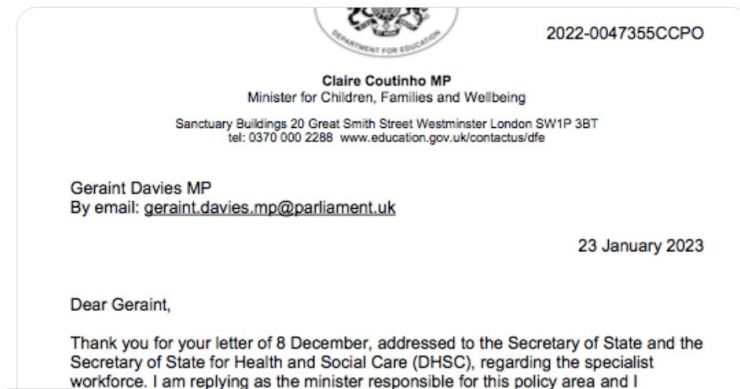 DEPARTMENT FOR EDUCATION
2022-0047355CCPO
Claire Coutinho MP
Minister for Children, Families and Wellbeing
Sanctuary Buildings 20 Great Smith Street Westminster London SW1P 3BT
tel: 0370 000 2288 www.education.gov.uk/contactus/dfe
Geraint Davies MP
By email: geraint.davies.mp@parliament.uk
23 January 2023
Dear Geraint,
Thank you for your letter of 8 December, addressed to the Secretary of State and the
Secretary of State for Health and Social Care (DHSC), regarding the specialist
workforce. I am replying as the minister responsible for this policy area and I